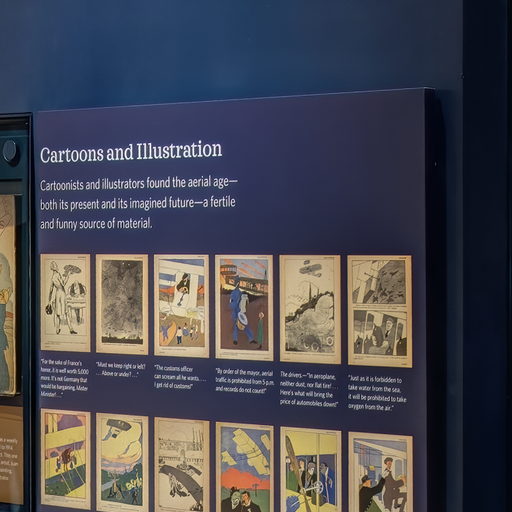 Cartoons and Illustration
Cartoonists and illustrators found the aerial age—
both its present and its imagined future—a fertile
and funny source of material.
"For the sake of France's
honor, it is well worth 5,000
more. It's not Germany that
would be bargaining, Mister
Minister! . . ."
"Must we keep right or left?
. . . Above or under? . . ."
"The customs officer
can scream all he wants. . . .
I get rid of customs!"
"By order of the mayor, aerial
traffic is prohibited from 5 p.m.
and records do not count!"
The drivers.—"In aeroplane,
neither dust, nor flat tire! . . .
Here's what will bring the
price of automobiles down!"
"Just as it is forbidden to
take water from the sea,
it will be prohibited to take
oxygen from the air."